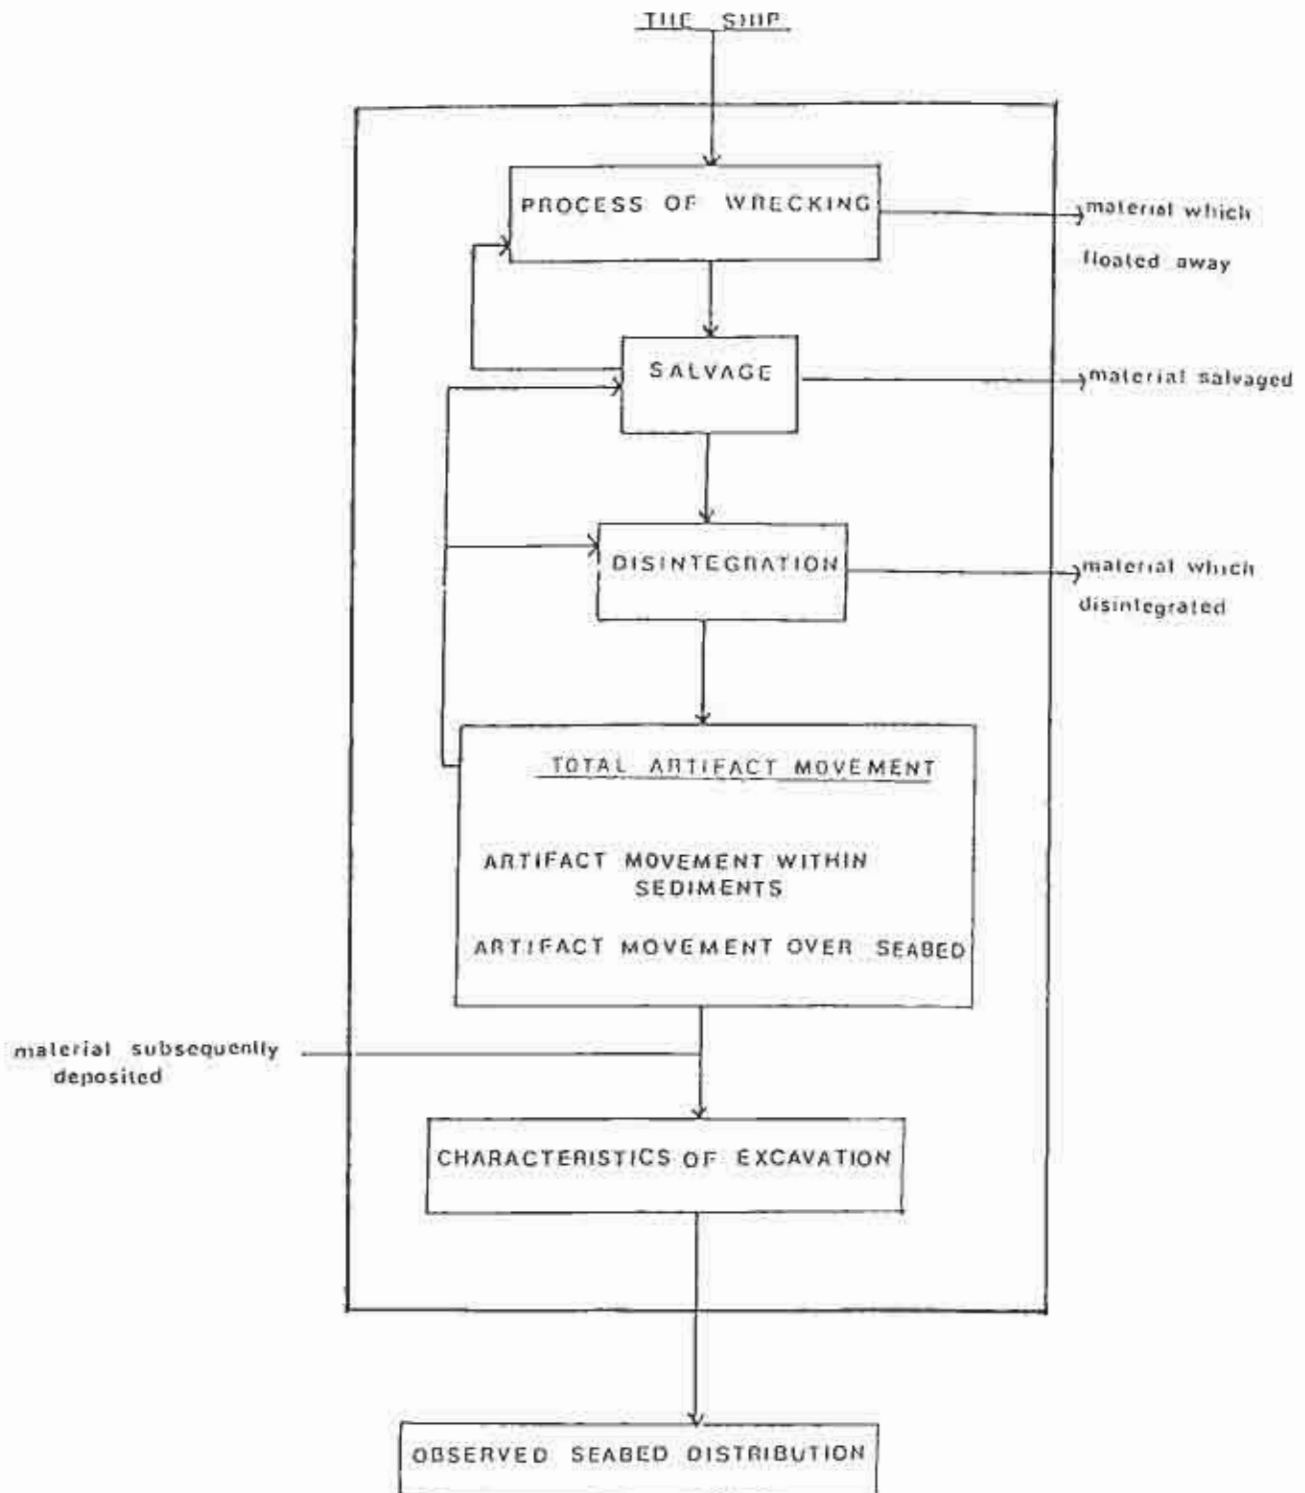 THE SHIP
PROCESS OF WRECKING
material which
floated away
SALVAGE
material salvaged
DISINTEGRATION
material which
disintegrated
TOTAL ARTIFACT MOVEMENT
ARTIFACT MOVEMENT WITHIN
SEDIMENTS
ARTIFACT MOVEMENT OVER SEABED
material subsequently
deposited
CHARACTERISTICS OF EXCAVATION
OBSERVED SEABED DISTRIBUTION